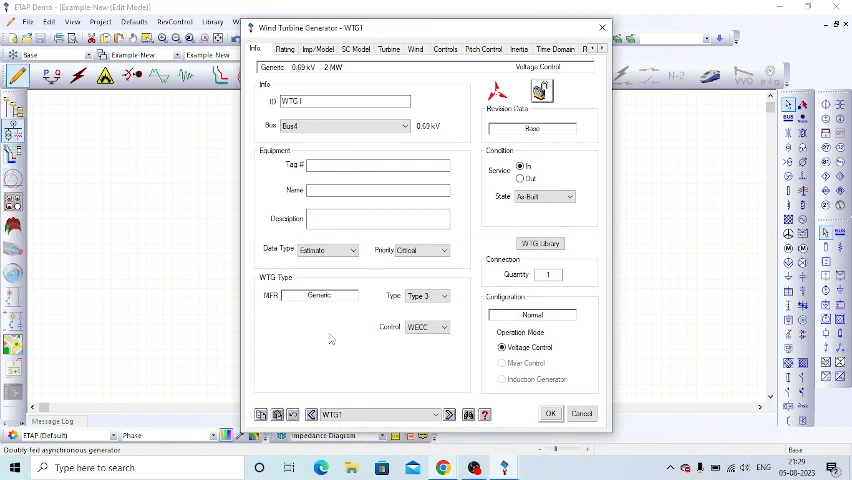 ETAP Demo - Example-New (Edit Mode)
File Edit View Project Defaults RevControl Library
Base Example-New Example-New
N-2
Wind Turbine Generator - WTG1
Info Rating Imp/Model SC Model Turbine Wind Controls Pitch Control Inertia Time Domain R
Generic 0.69 kV 2 MW Voltage Control
Info
ID WTG1
Bus Bus4 0.69 kV
Revision Data
Base
Equipment
Tag #
Name
Description
Data Type Estimate Priority Critical
Condition
Service In
Out
State As-Built
WTG Library
Connection
Quantity 1
WTG Type
MFR Generic Type Type 3
Control WECC
Configuration
Normal
Operation Mode
Voltage Control
Mvar Control
Induction Generator
WTG1 OK Cancel
Message Log
ETAP (Default) Phase Impedance Diagram
Doubly-fed asynchronous generator Base
Type here to search
ENG
21:29
05-08-2023